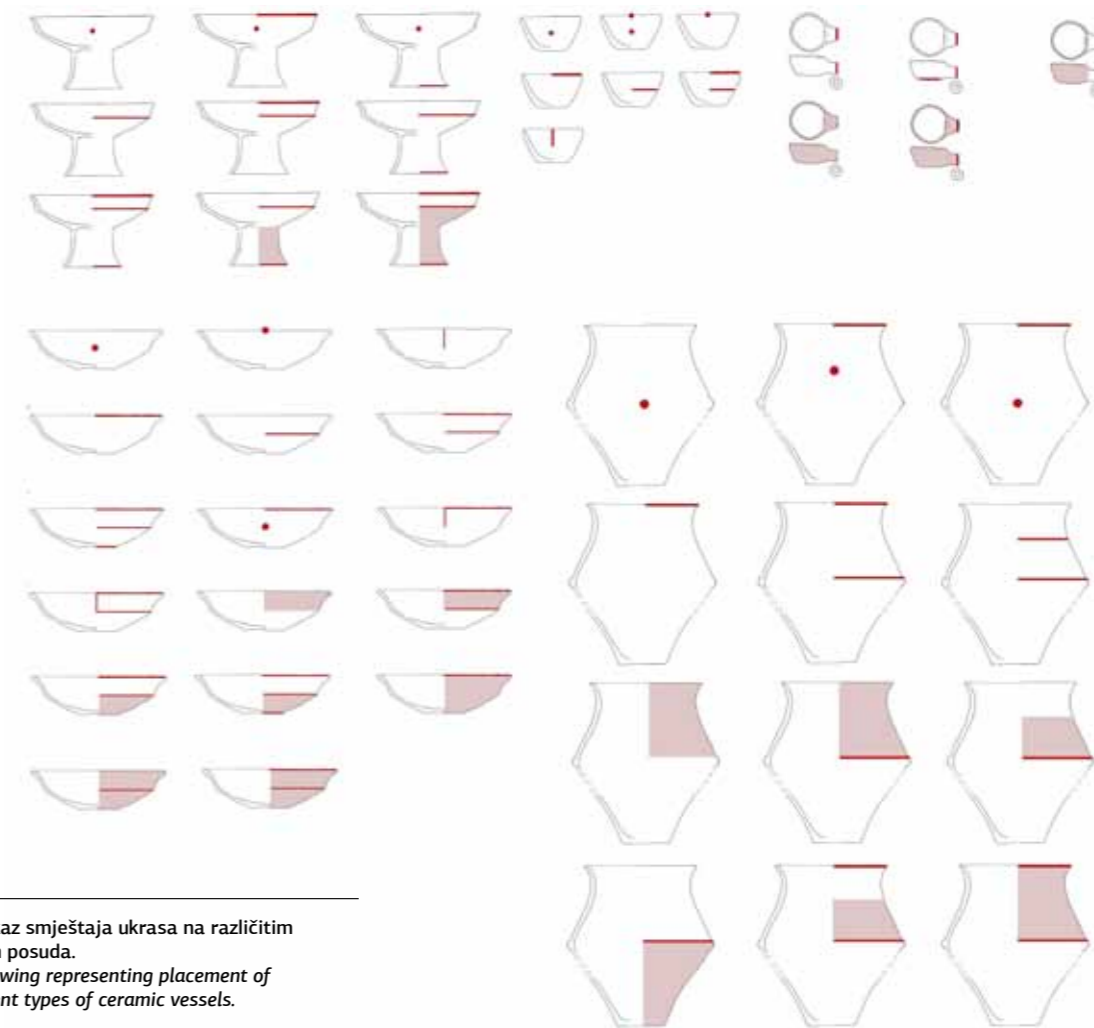 az smještaja ukrasa na različitim
posuda.
wing representing placement of
nt types of ceramic vessels.